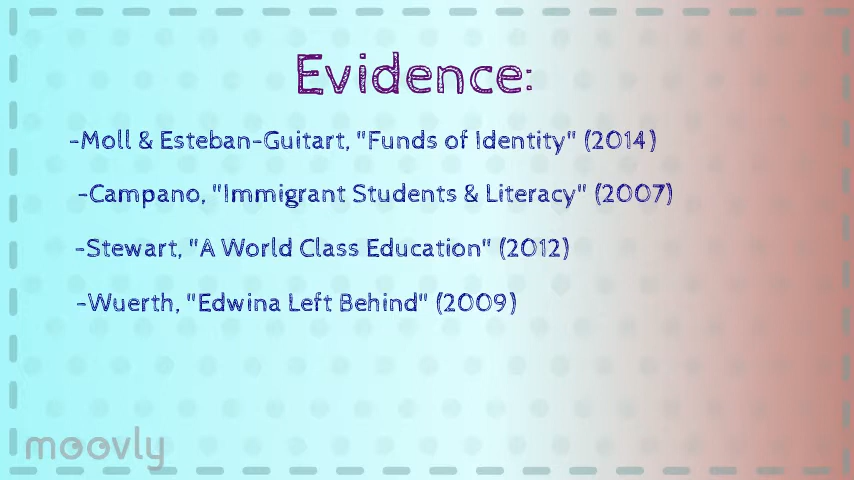 Evidence:
-Moll & Esteban-Guitart, "Funds of Identity" (2014)
-Campano, "Immigrant Students & Literacy" (2007)
-Stewart, "A World Class Education" (2012)
-Wuerth, "Edwina Left Behind" (2009)
moovly